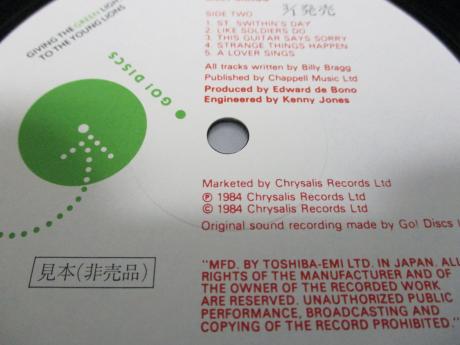 GIVING THE GREEN
TO THE YOUNG LIONS
GO! DISCS
発売
SIDE TWO
1. ST. SWITHIN'S DAY
2. LIKE SOLDIERS DO
3. THIS GUITAR SAYS SORRY
4. STRANGE THINGS HAPPEN
5. A LOVER SINGS
All tracks written by Billy Bragg
Published by Chappell Music Ltd
Produced by Edward de Bono
Engineered by Kenny Jones
Marketed by Chrysalis Records Ltd
℗ 1984 Chrysalis Records Ltd
© 1984 Chrysalis Records Ltd
Original sound recording made by Go! Discs
見本(非売品)
"MFD. BY TOSHIBA-EMI LTD. IN JAPAN. ALL
RIGHTS OF THE MANUFACTURER AND OF
THE OWNER OF THE RECORDED WORK
ARE RESERVED. UNAUTHORIZED PUBLIC
PERFORMANCE, BROADCASTING AND
COPYING OF THE RECORD PROHIBITED."